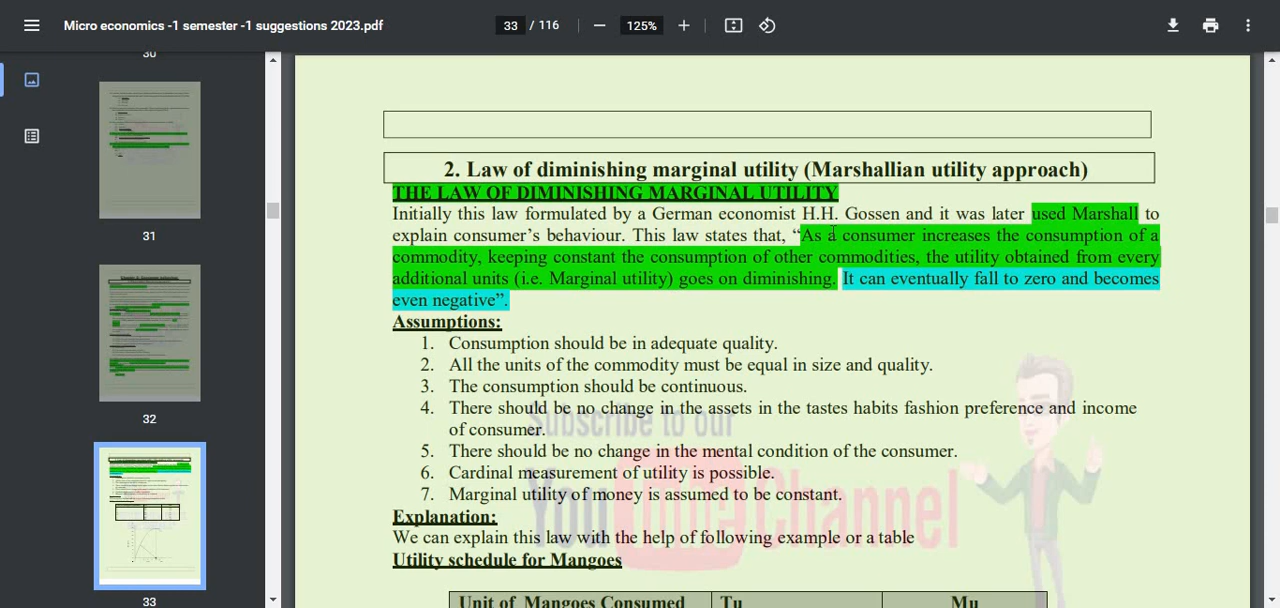 Micro economics -1 semester -1 suggestions 2023.pdf
33 / 116
125%
30
31
32
33
2. Law of diminishing marginal utility (Marshallian utility approach)
THE LAW OF DIMINISHING MARGINAL UTILITY
Initially this law formulated by a German economist H.H. Gossen and it was later used Marshall to
explain consumer’s behaviour. This law states that, “As a consumer increases the consumption of a
commodity, keeping constant the consumption of other commodities, the utility obtained from every
additional units (i.e. Marginal utility) goes on diminishing. It can eventually fall to zero and becomes
even negative”.
Assumptions:
1. Consumption should be in adequate quality.
2. All the units of the commodity must be equal in size and quality.
3. The consumption should be continuous.
4. There should be no change in the assets in the tastes habits fashion preference and income
of consumer.
5. There should be no change in the mental condition of the consumer.
6. Cardinal measurement of utility is possible.
7. Marginal utility of money is assumed to be constant.
Explanation:
We can explain this law with the help of following example or a table
Utility schedule for Mangoes
Unit of Mangoes Consumed Tu Mu
Subscribe to our
YouTube Channel